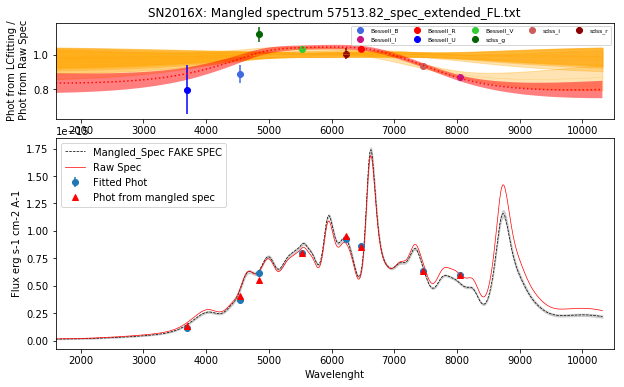 SN2016X: Mangled spectrum 57513.82_spec_extended_FL.txt
Phot from LCfitting /
Phot from Raw Spec
1.0
0.8
Bessell_B
Bessell_I
Bessell_R
Bessell_U
Bessell_V
sdss_g
sdss_i
sdss_r
2000 3000 4000 5000 6000 7000 8000 9000 10000
1e−15
Flux erg s-1 cm-2 A-1
1.75
1.50
1.25
1.00
0.75
0.50
0.25
0.00
Mangled_Spec FAKE SPEC
Raw Spec
Fitted Phot
Phot from mangled spec
2000 3000 4000 5000 6000 7000 8000 9000 10000
Wavelenght